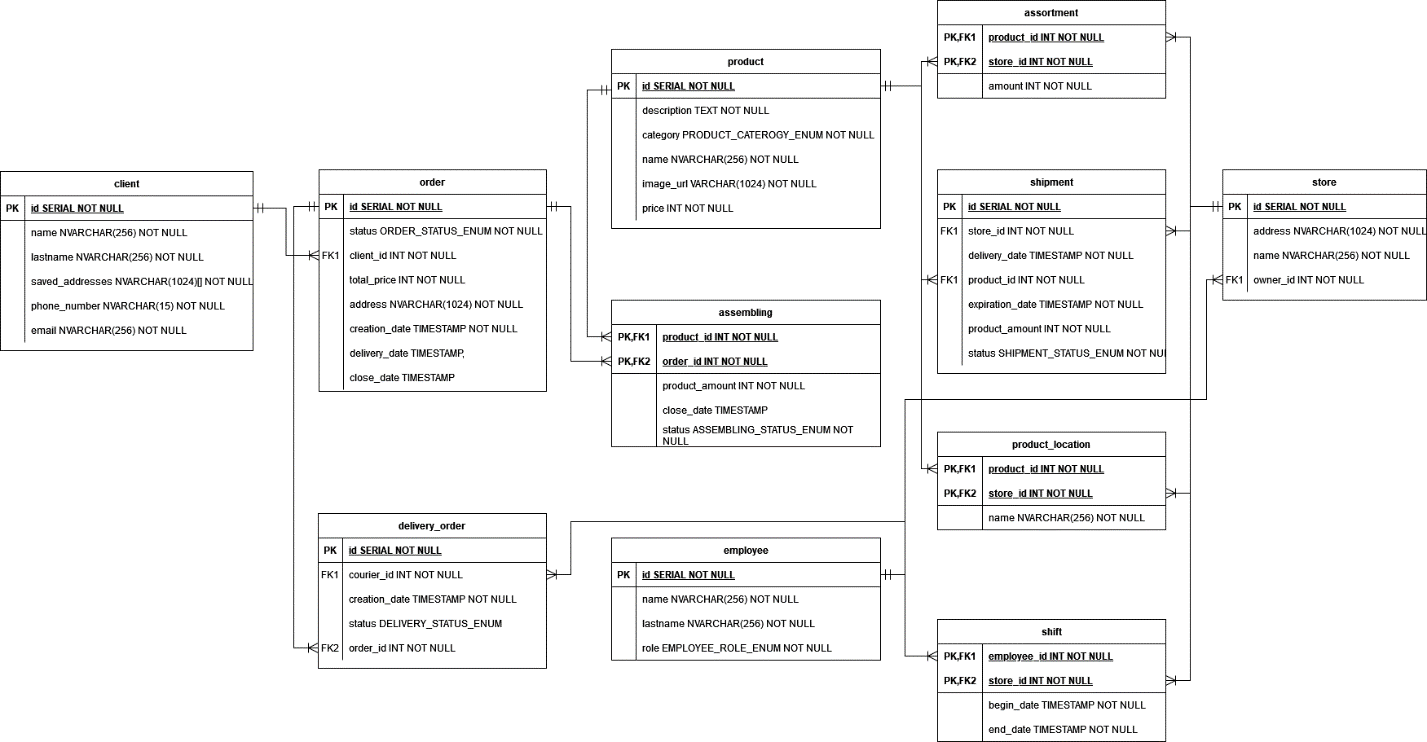 client
PK id SERIAL NOT NULL
name NVARCHAR(256) NOT NULL
lastname NVARCHAR(256) NOT NULL
saved_addresses NVARCHAR(1024)[] NOT NULL
phone_number NVARCHAR(15) NOT NULL
email NVARCHAR(256) NOT NULL
order
PK id SERIAL NOT NULL
status ORDER_STATUS_ENUM NOT NULL
FK1 client_id INT NOT NULL
total_price INT NOT NULL
address NVARCHAR(1024) NOT NULL
creation_date TIMESTAMP NOT NULL
delivery_date TIMESTAMP,
close_date TIMESTAMP
delivery_order
PK id SERIAL NOT NULL
FK1 courier_id INT NOT NULL
creation_date TIMESTAMP NOT NULL
status DELIVERY_STATUS_ENUM
FK2 order_id INT NOT NULL
product
PK id SERIAL NOT NULL
description TEXT NOT NULL
category PRODUCT_CATEROGY_ENUM NOT NULL
name NVARCHAR(256) NOT NULL
image_url VARCHAR(1024) NOT NULL
price INT NOT NULL
assembling
PK,FK1 product_id INT NOT NULL
PK,FK2 order_id INT NOT NULL
product_amount INT NOT NULL
close_date TIMESTAMP
status ASSEMBLING_STATUS_ENUM NOT
NULL
employee
PK id SERIAL NOT NULL
name NVARCHAR(256) NOT NULL
lastname NVARCHAR(256) NOT NULL
role EMPLOYEE_ROLE_ENUM NOT NULL
assortment
PK,FK1 product_id INT NOT NULL
PK,FK2 store_id INT NOT NULL
amount INT NOT NULL
shipment
PK id SERIAL NOT NULL
FK1 store_id INT NOT NULL
delivery_date TIMESTAMP NOT NULL
FK1 product_id INT NOT NULL
expiration_date TIMESTAMP NOT NULL
product_amount INT NOT NULL
status SHIPMENT_STATUS_ENUM NOT NUL
product_location
PK,FK1 product_id INT NOT NULL
PK,FK2 store_id INT NOT NULL
name NVARCHAR(256) NOT NULL
shift
PK,FK1 employee_id INT NOT NULL
PK,FK2 store_id INT NOT NULL
begin_date TIMESTAMP NOT NULL
end_date TIMESTAMP NOT NULL
store
PK id SERIAL NOT NULL
address NVARCHAR(1024) NOT NULL
name NVARCHAR(256) NOT NULL
FK1 owner_id INT NOT NULL